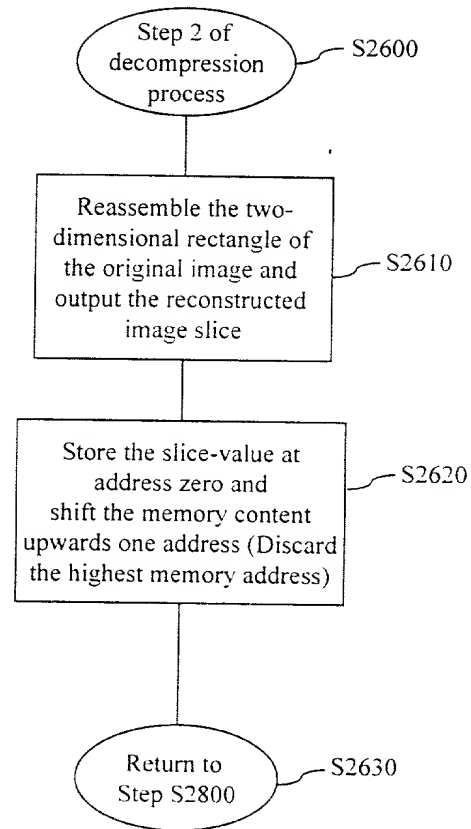 Step 2 of
decompression
process
S2600
Reassemble the two-
dimensional rectangle of
the original image and
output the reconstructed
image slice
S2610
Store the slice-value at
address zero and
shift the memory content
upwards one address (Discard
the highest memory address)
S2620
Return to
Step S2800
S2630